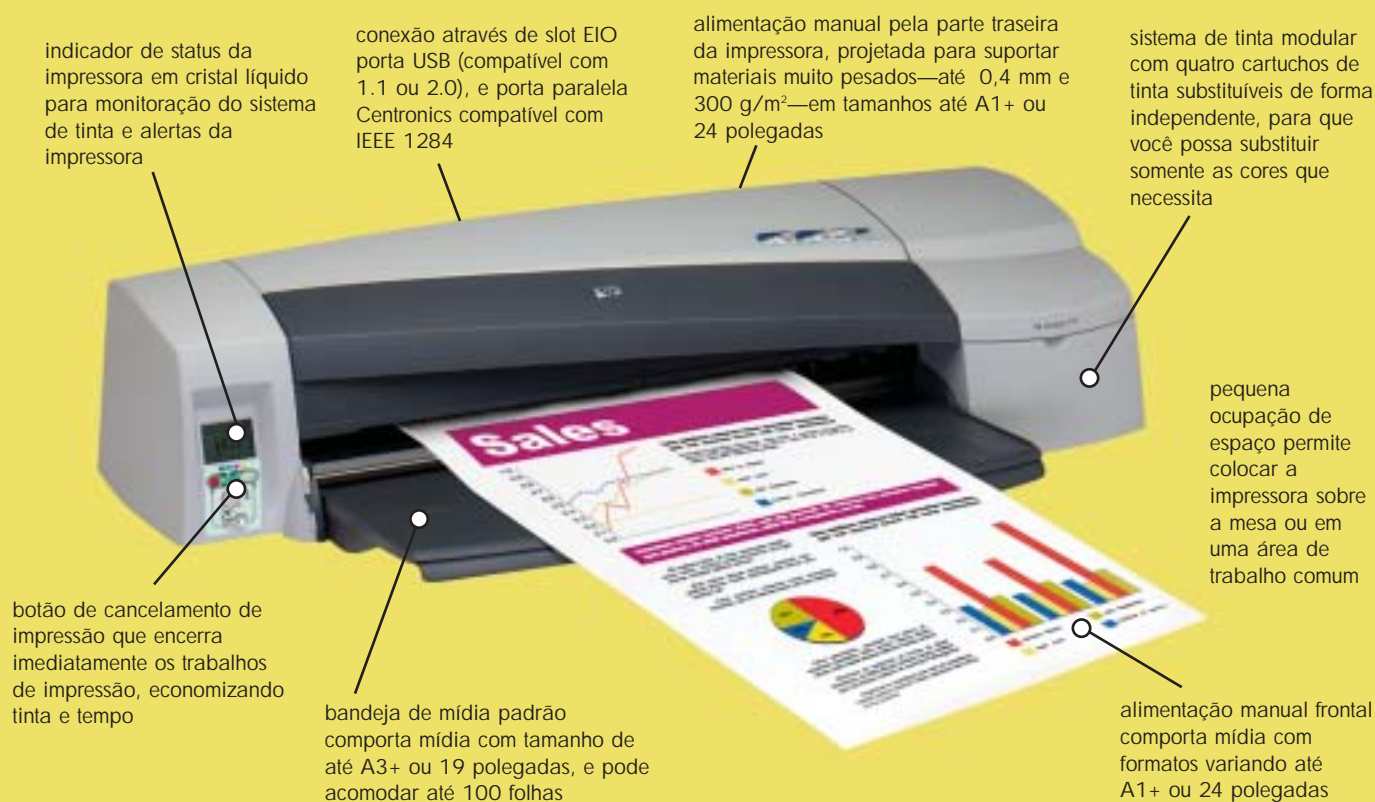 indicador de status da
impressora em cristal líquido
para monitoração do sistema
de tinta e alertas da
impressora
conexão através de slot EIO
porta USB (compatível com
1.1 ou 2.0), e porta paralela
Centronics compatível com
IEEE 1284
alimentação manual pela parte traseira
da impressora, projetada para suportar
materiais muito pesados—até 0,4 mm e
300 g/m²—em tamanhos até A1+ ou
24 polegadas
sistema de tinta modular
com quatro cartuchos de
tinta substituíveis de forma
independente, para que
você possa substituir
somente as cores que
necessita
hp
Sales
pequena
ocupação de
espaço permite
colocar a
impressora sobre
a mesa ou em
uma área de
trabalho comum
botão de cancelamento de
impressão que encerra
imediatamente os trabalhos
de impressão, economizando
tinta e tempo
bandeja de mídia padrão
comporta mídia com tamanho de
até A3+ ou 19 polegadas, e pode
acomodar até 100 folhas
alimentação manual frontal
comporta mídia com
formatos variando até
A1+ ou 24 polegadas